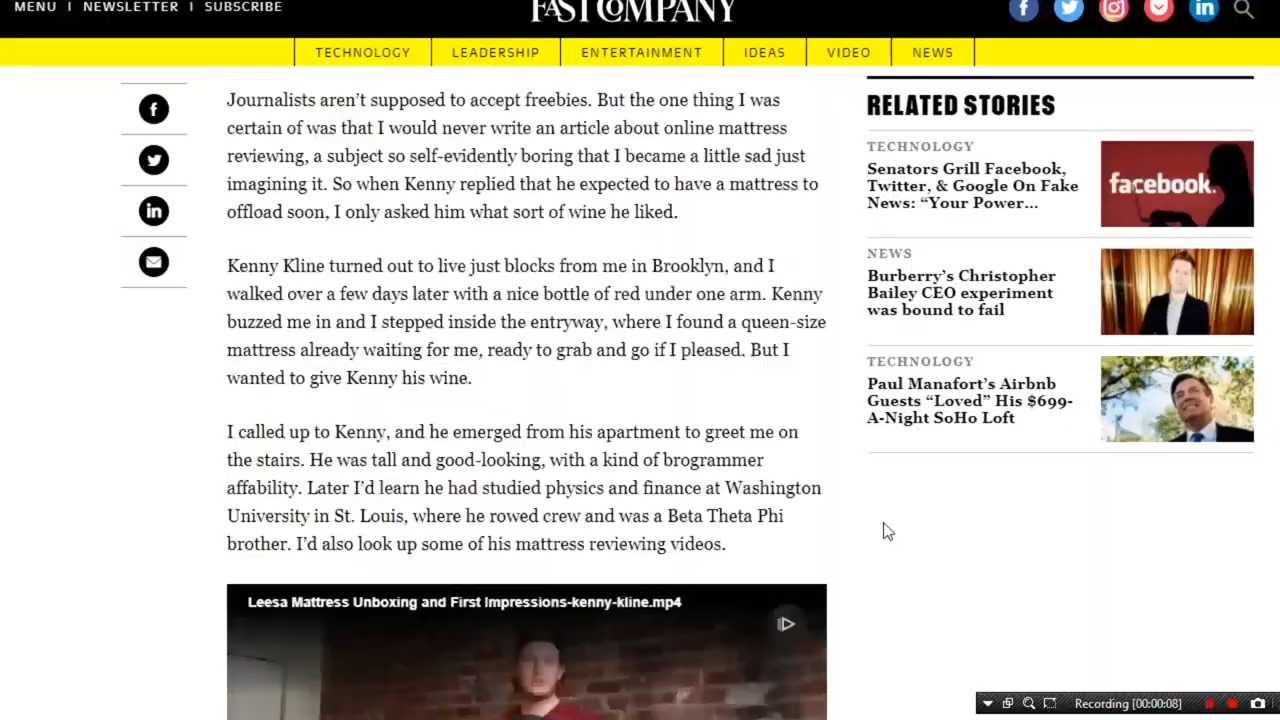 MENU | NEWSLETTER | SUBSCRIBE
FAST COMPANY
TECHNOLOGY
LEADERSHIP
ENTERTAINMENT
IDEAS
VIDEO
NEWS
Journalists aren’t supposed to accept freebies. But the one thing I was
certain of was that I would never write an article about online mattress
reviewing, a subject so self-evidently boring that I became a little sad just
imagining it. So when Kenny replied that he expected to have a mattress to
offload soon, I only asked him what sort of wine he liked.
Kenny Kline turned out to live just blocks from me in Brooklyn, and I
walked over a few days later with a nice bottle of red under one arm. Kenny
buzzed me in and I stepped inside the entryway, where I found a queen-size
mattress already waiting for me, ready to grab and go if I pleased. But I
wanted to give Kenny his wine.
I called up to Kenny, and he emerged from his apartment to greet me on
the stairs. He was tall and good-looking, with a kind of brogrammer
affability. Later I’d learn he had studied physics and finance at Washington
University in St. Louis, where he rowed crew and was a Beta Theta Phi
brother. I’d also look up some of his mattress reviewing videos.
Leesa Mattress Unboxing and First Impressions-kenny-kline.mp4
RELATED STORIES
TECHNOLOGY
Senators Grill Facebook,
Twitter, & Google On Fake
News: “Your Power...
facebook.
NEWS
Burberry’s Christopher
Bailey CEO experiment
was bound to fail
TECHNOLOGY
Paul Manafort’s Airbnb
Guests “Loved” His $699-
A-Night SoHo Loft
Recording [00:00:08]